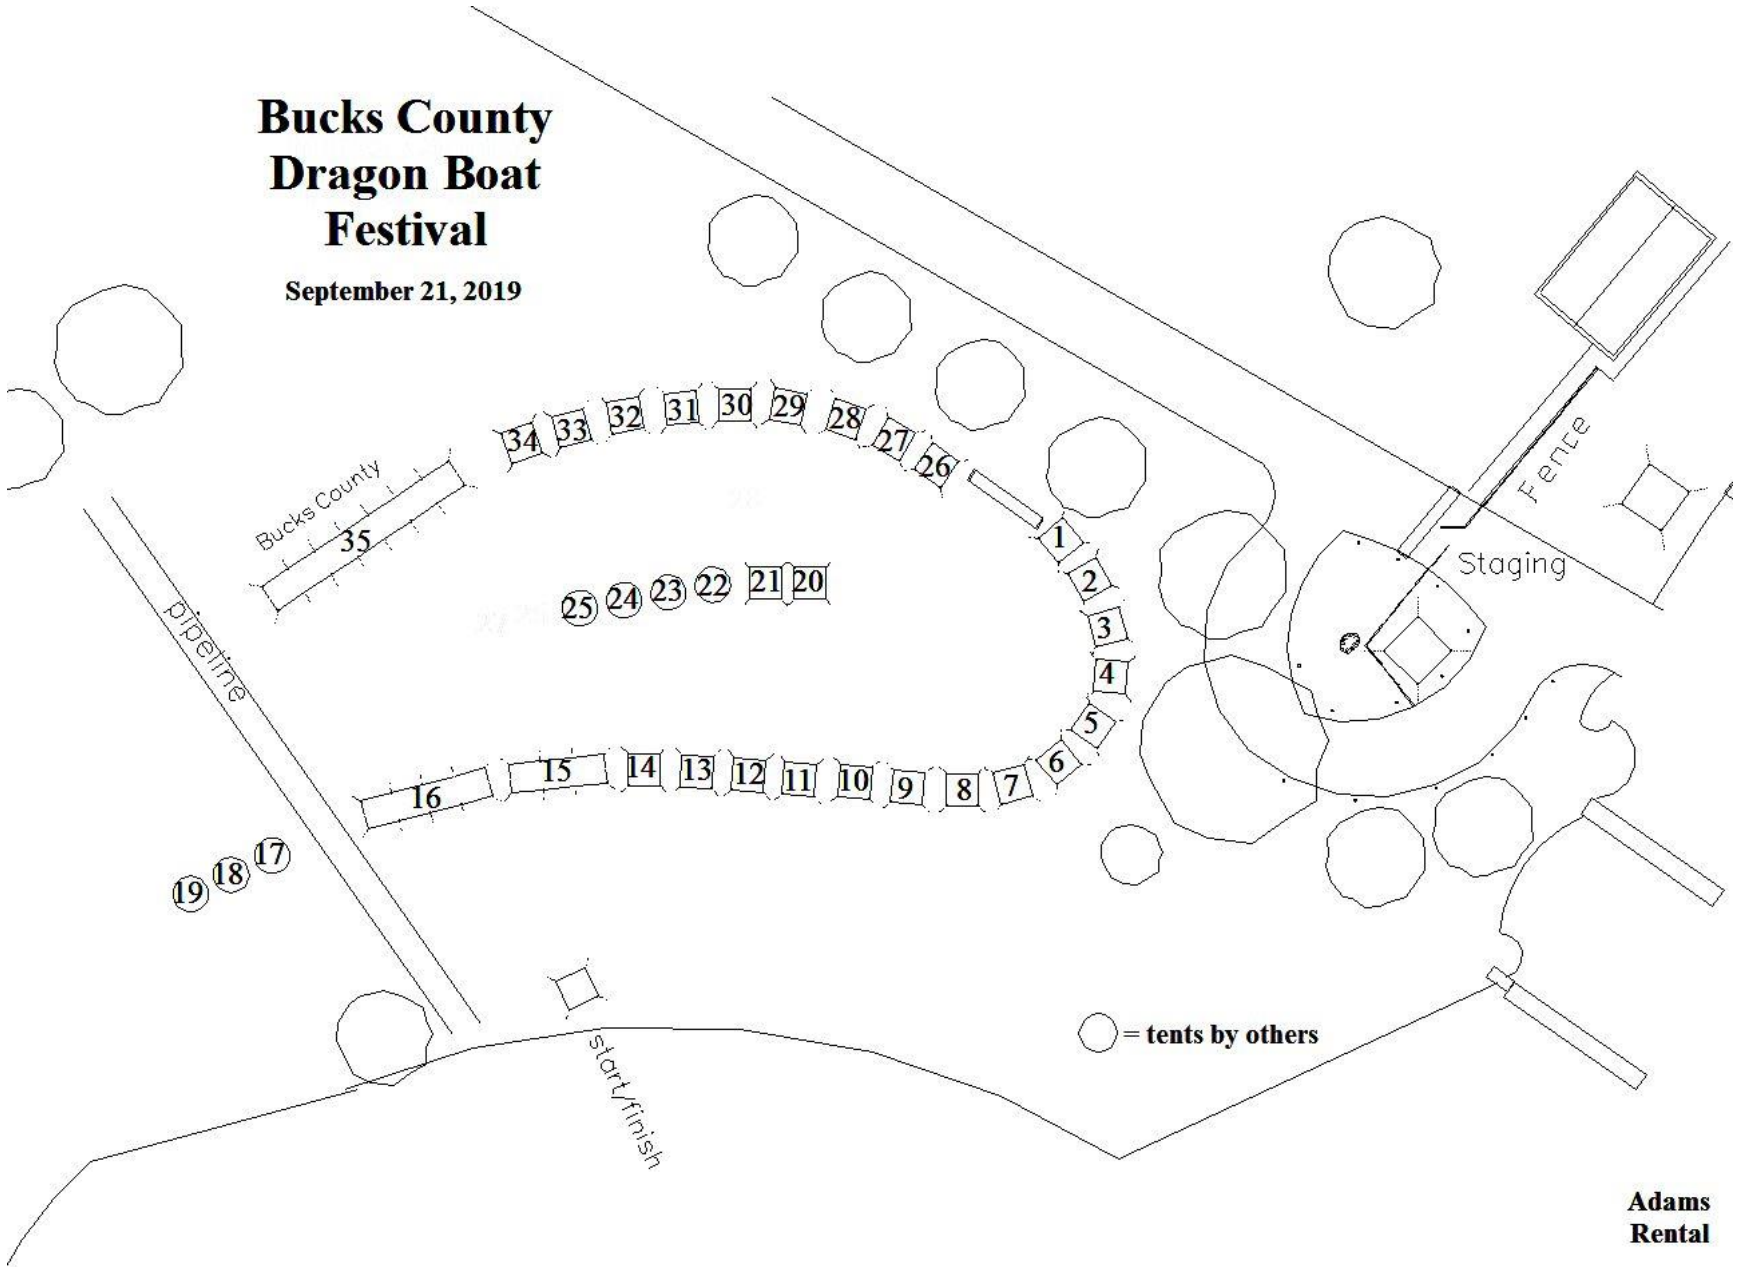 Bucks County
Dragon Boat
Festival
September 21, 2019
34 33 32 31 30 29 28 27 26
Bucks County
35
1
2
3
4
5
6
7
8
9
10
11
12
13
14
15
16
25 24 23 22 21 20
pipeline
17
18
19
Fence
Staging
start/finish
= tents by others
Adams
Rental